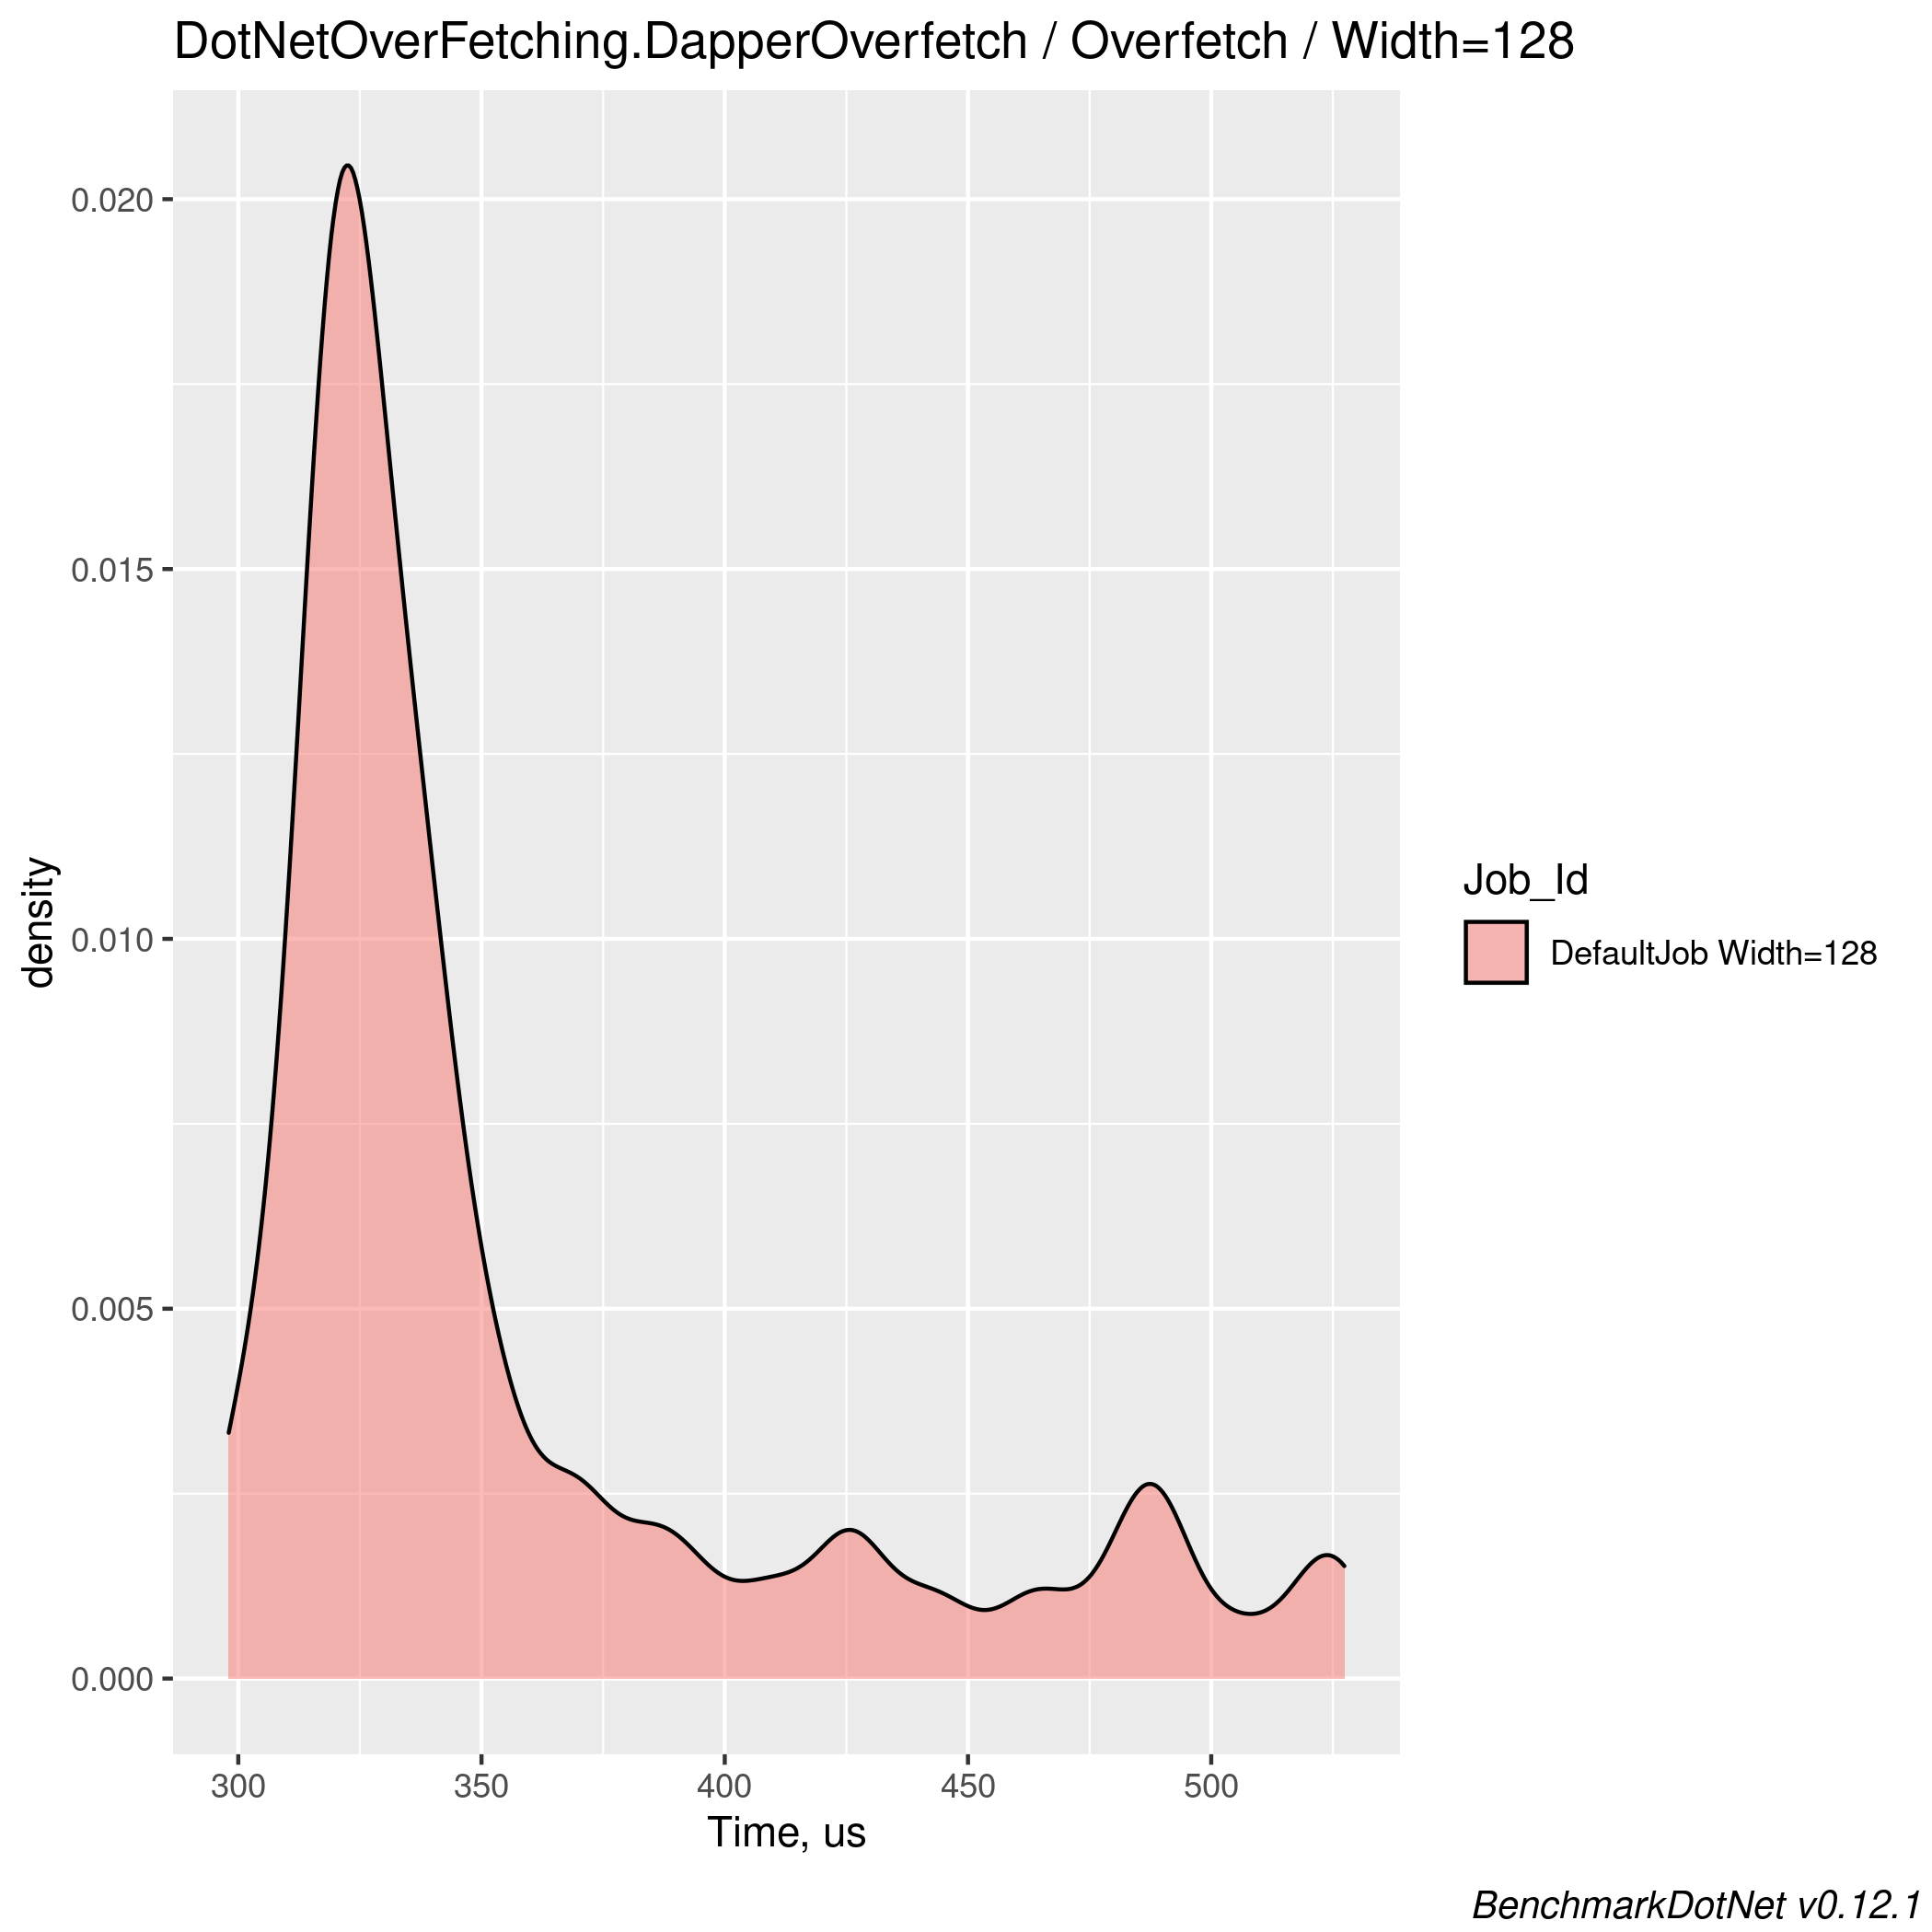 DotNetOverFetching.DapperOverfetch / Overfetch / Width=128
density
0.020
0.015
0.010
0.005
0.000
300 350 400 450 500
Time, us
Job_Id
DefaultJob Width=128
BenchmarkDotNet v0.12.1